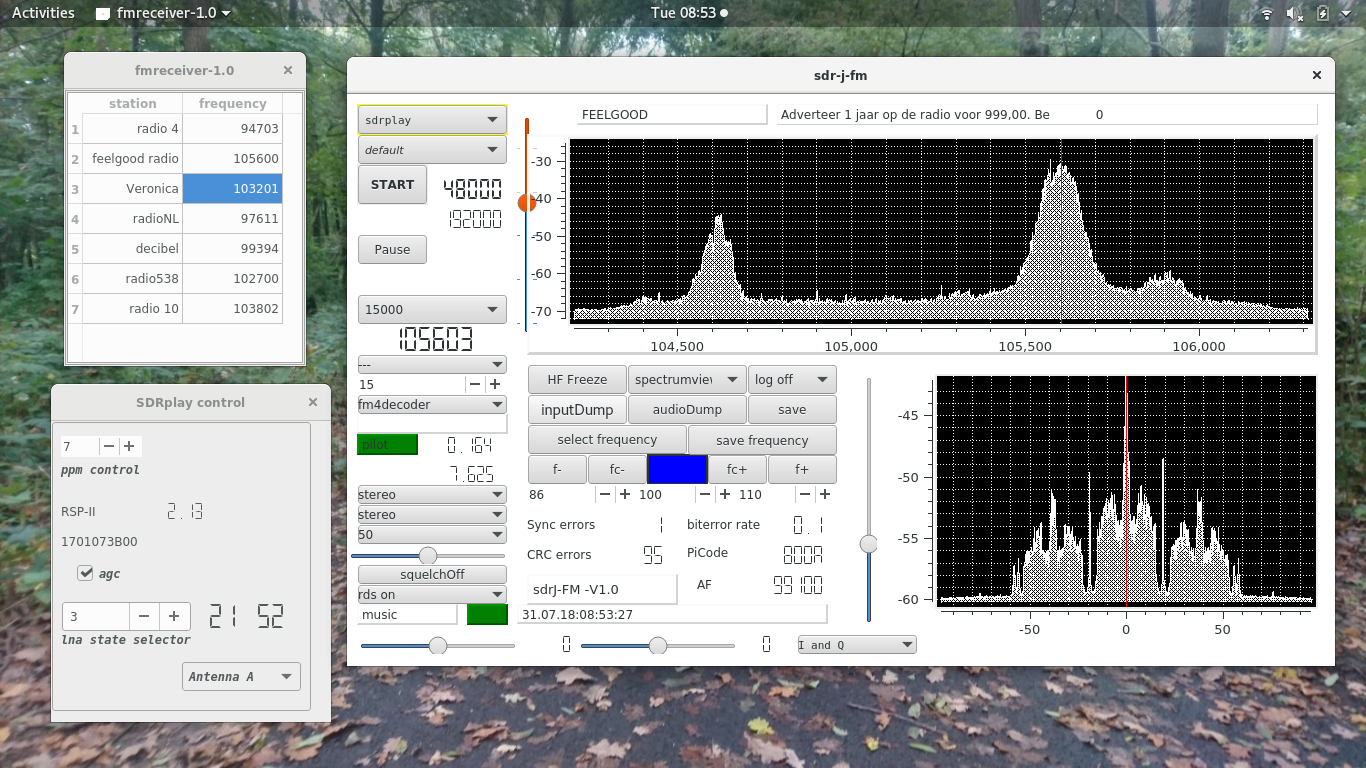 Activities fmreceiver-1.0 Tue 08:53
fmreceiver-1.0
station frequency
1 radio 4 94703
2 feelgood radio 105600
3 Veronica 103201
4 radioNL 97611
5 decibel 99394
6 radio538 102700
7 radio 10 103802
SDRplay control
7
ppm control
RSP-II 2.13
1701073B00
agc
3 21 52
lna state selector
Antenna A
sdr-j-fm
sdrplay
default
START 48000
192000
Pause
15000
105603
---
15
fm4decoder
pilot 0.164
7.625
stereo
stereo
50
squelchOff
rds on
music
FEELGOOD Adverteer 1 jaar op de radio voor 999,00. Be 0
-30
-40
-50
-60
-70
104,500 105,000 105,500 106,000
HF Freeze spectrumview log off
inputDump audioDump save
select frequency save frequency
f- fc- fc+ f+
86 100 110
Sync errors 1 biterror rate 0.1
CRC errors 95 PiCode 000A
sdrJ-FM -V1.0 AF 99100
31.07.18:08:53:27
0 0 I and Q
-45
-50
-55
-60
-50 0 50